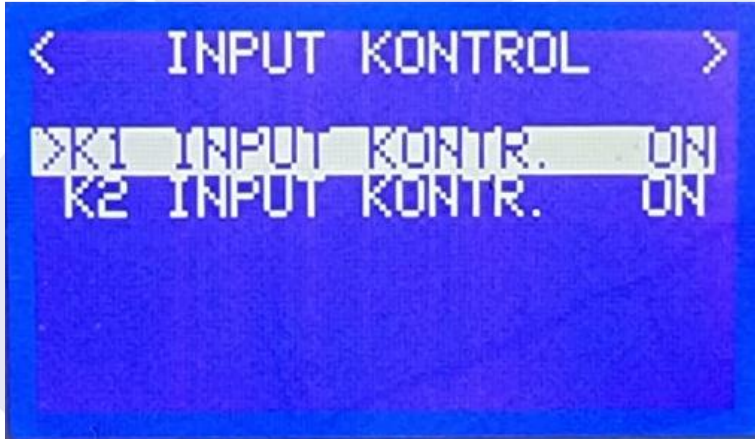 < INPUT KONTROL >
>K1 INPUT KONTR. ON
K2 INPUT KONTR. ON